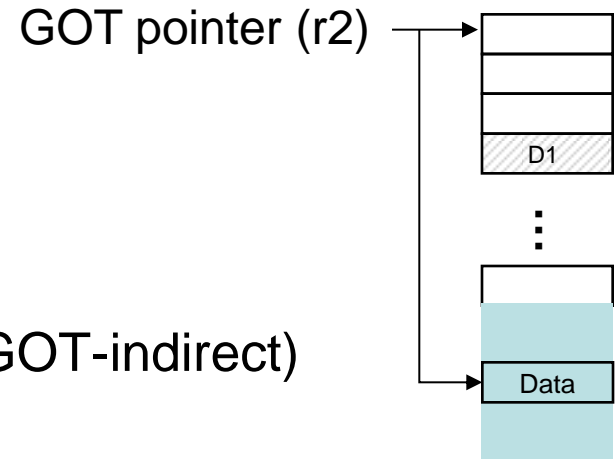 GOT pointer (r2)
D1
...
GOT-indirect)
Data